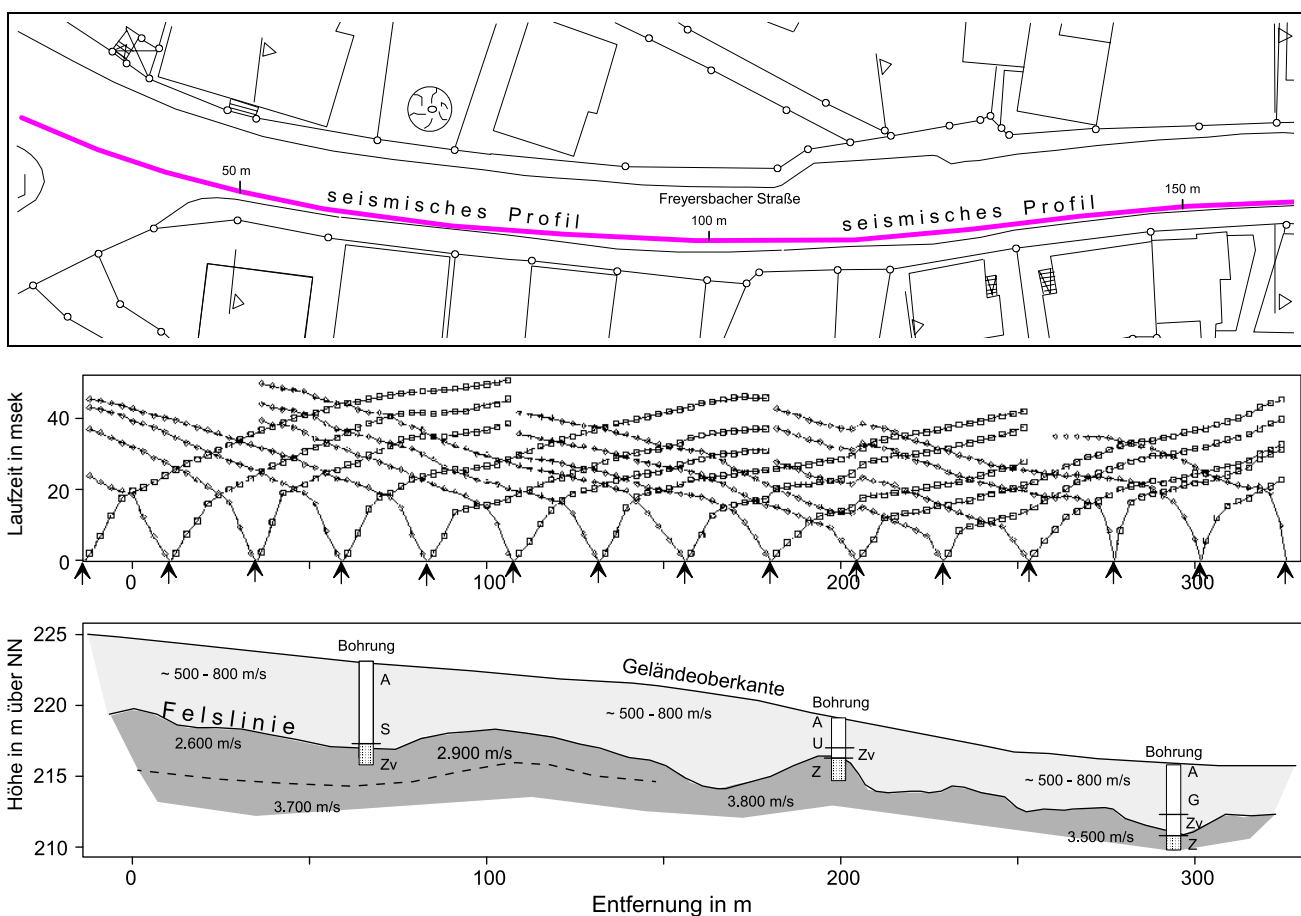 50 m
seismisches Profil
Freyersbacher Straße
100 m
seismisches Profil
150 m
Laufzeit in msek
40
20
0
0
100
200
300
Höhe in m über NN
225
220
215
210
Bohrung
A
S
Zv
~ 500 - 800 m/s
Felslinie
2.600 m/s
2.900 m/s
3.700 m/s
Geländeoberkante
~ 500 - 800 m/s
Bohrung
A
U
Zv
Z
3.800 m/s
~ 500 - 800 m/s
Bohrung
A
G
Zv
Z
3.500 m/s
0
100
200
300
Entfernung in m